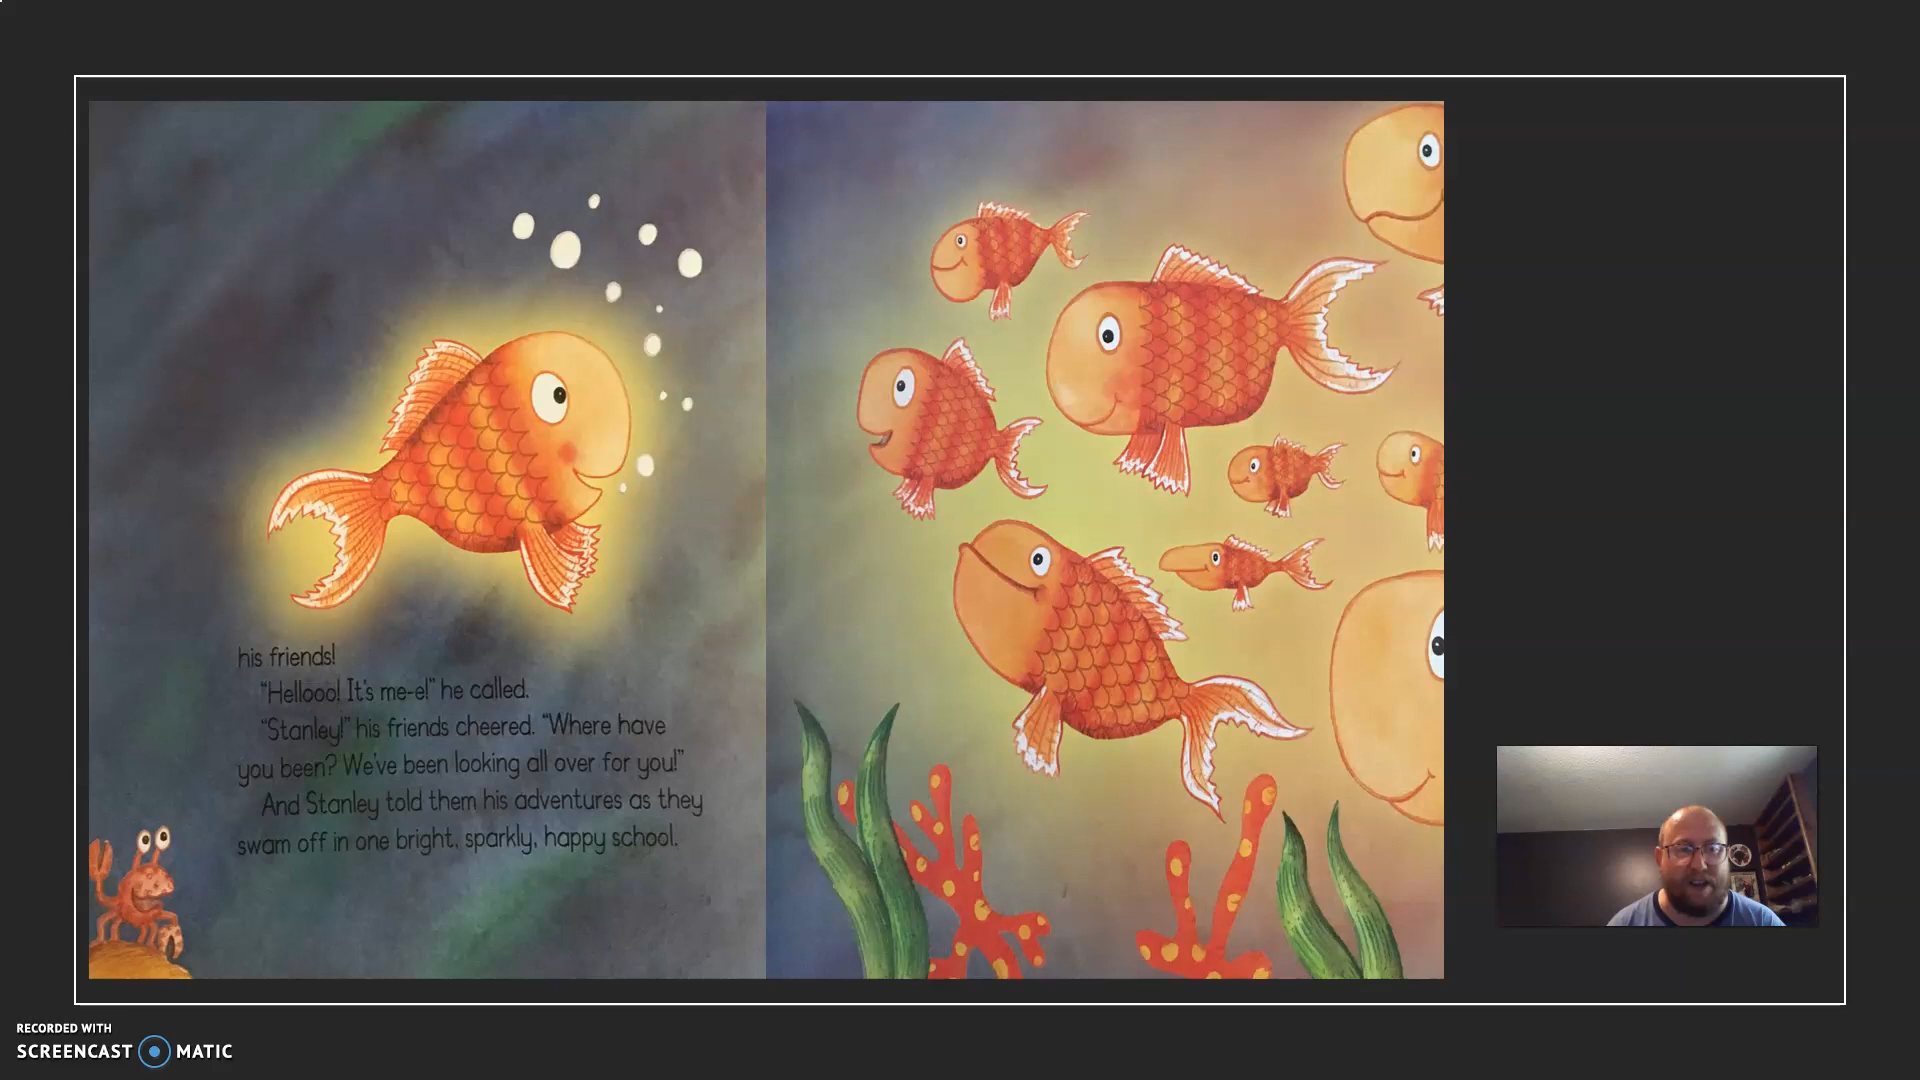 his friends!
"Hellooo! It's me-e!" he called.
"Stanley!" his friends cheered. "Where have
you been? We've been looking all over for you!"
And Stanley told them his adventures as they
swam off in one bright, sparkly, happy school.
RECORDED WITH
SCREENCAST MATIC